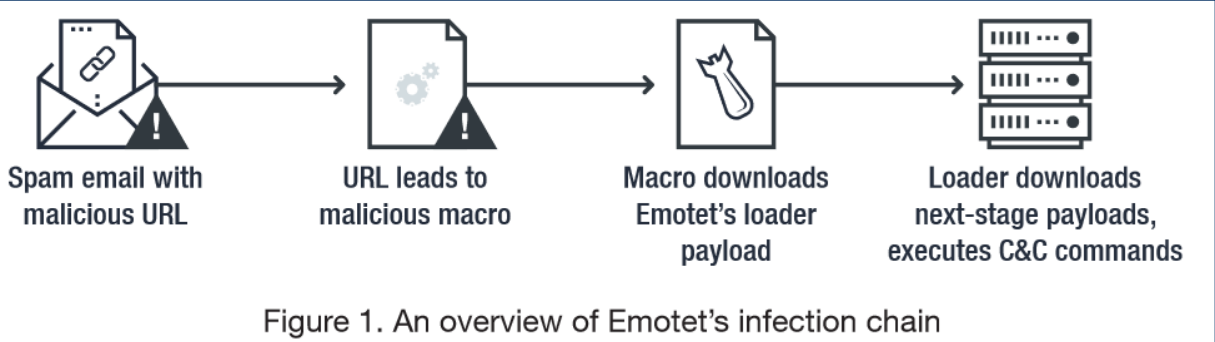 Spam email with
malicious URL
URL leads to
malicious macro
Macro downloads
Emotet's loader
payload
Loader downloads
next-stage payloads,
executes C&C commands
Figure 1. An overview of Emotet's infection chain